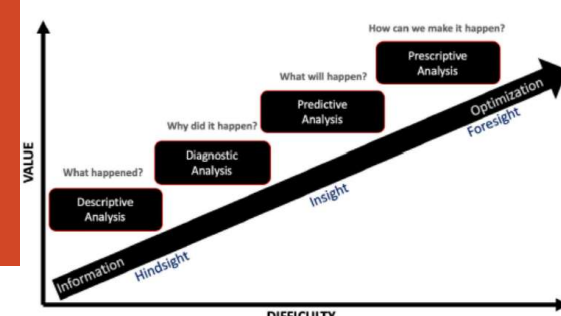 How can we make it happen?
Prescriptive
Analysis
What will happen?
Predictive
Analysis
Why did it happen?
Diagnostic
Analysis
What happened?
Descriptive
Analysis
VALUE
Information
Hindsight
Insight
Foresight
Optimization
DIFFICULTY